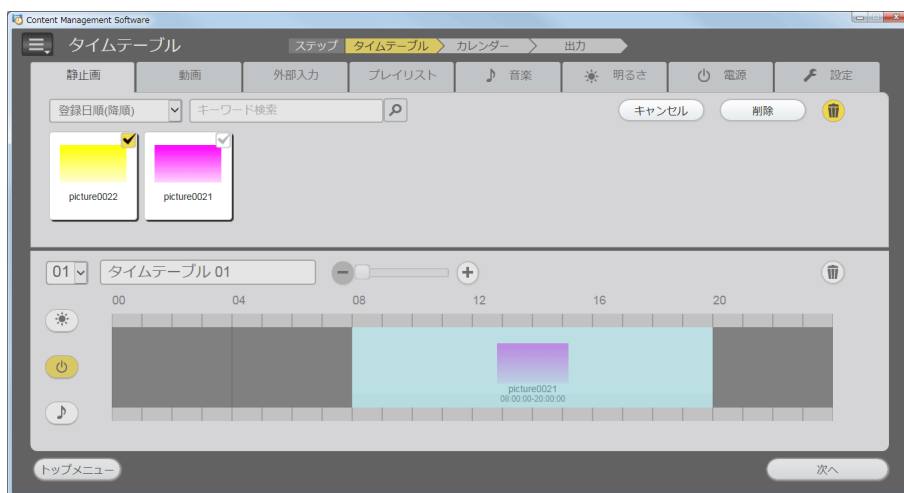 Content Management Software
タイムテーブル
ステップ タイムテーブル カレンダー 出力
静止画 動画 外部入力 プレイリスト 音楽 明るさ 電源 設定
登録日順(降順) キーワード検索 キャンセル 削除
picture0022 picture0021
01 タイムテーブル 01
00 04 08 12 16 20
picture0021
08:00:00-20:00:00
トップメニュー 次へ